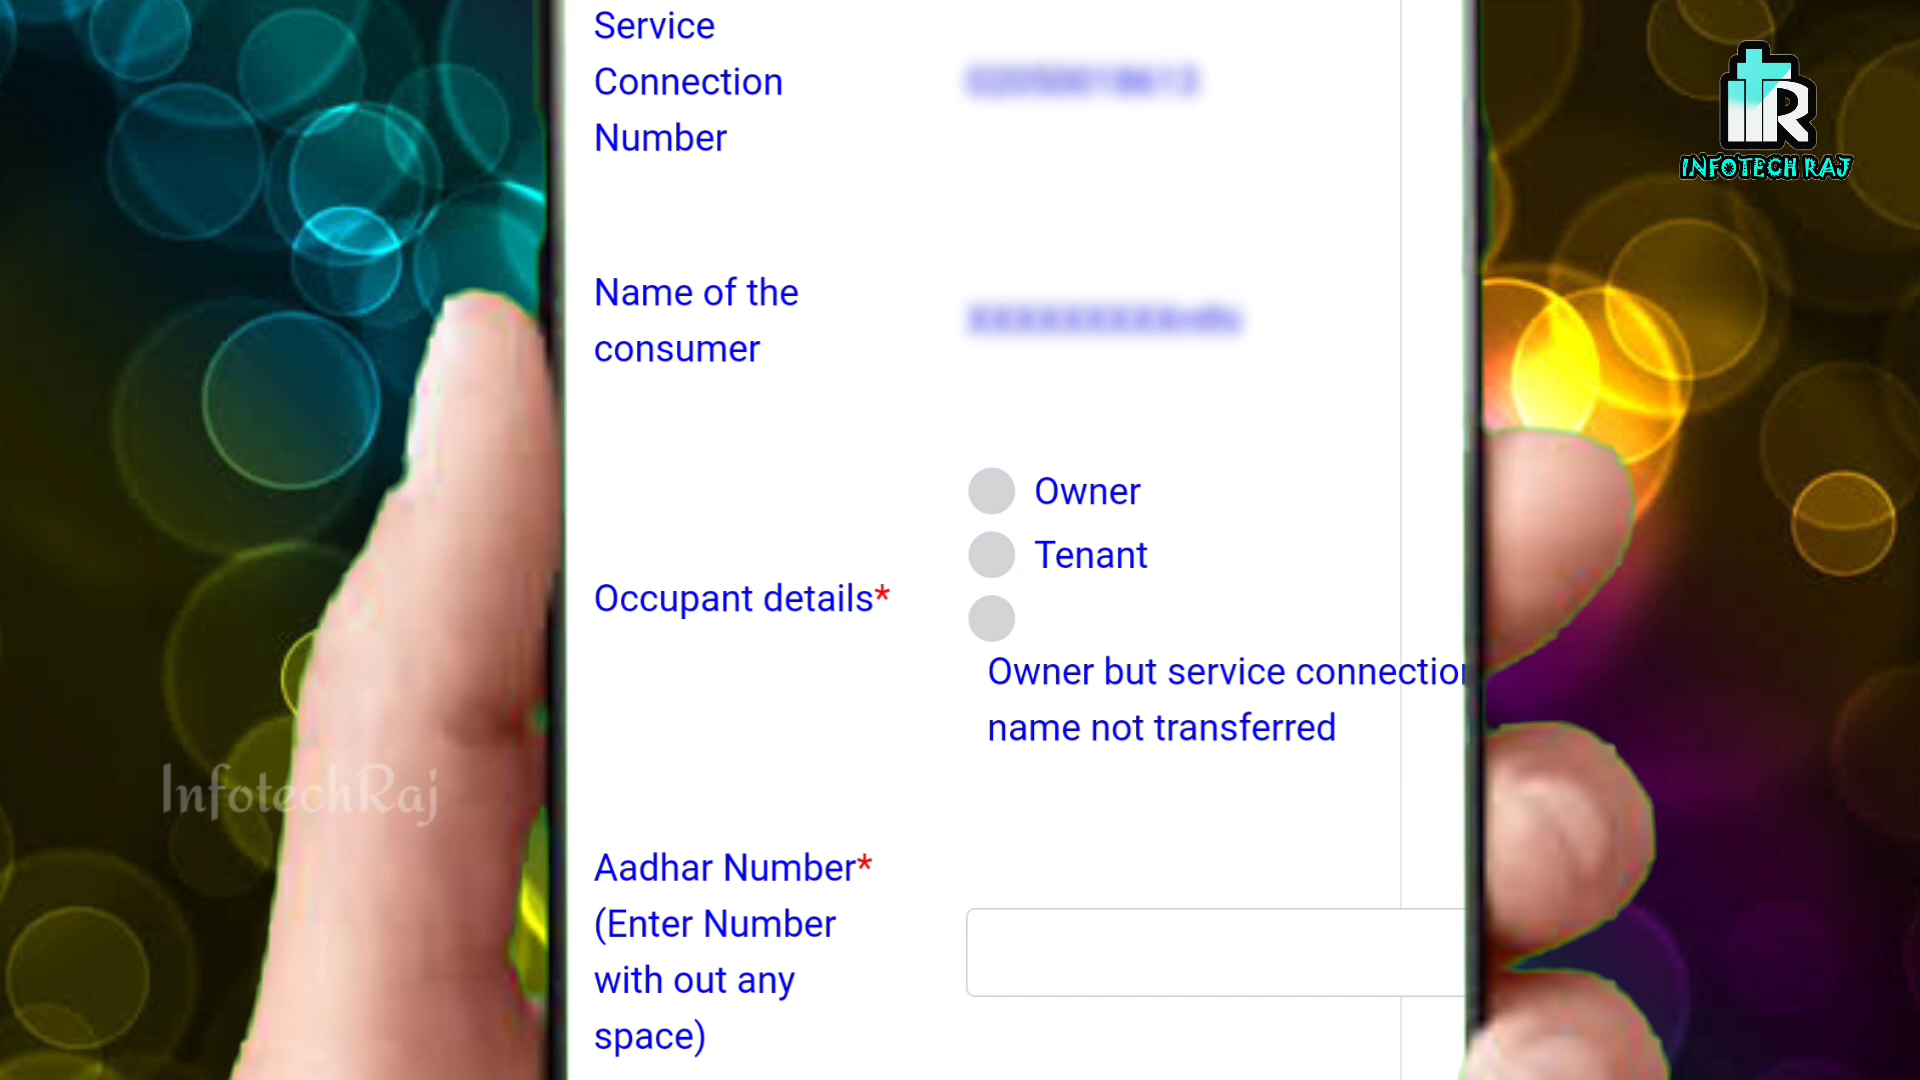 Service
Connection
Number
INFOTECH RAJ
Name of the
consumer
Owner
Tenant
Occupant details*
Owner but service connection
name not transferred
InfotechRaj
Aadhar Number*
(Enter Number
with out any
space)